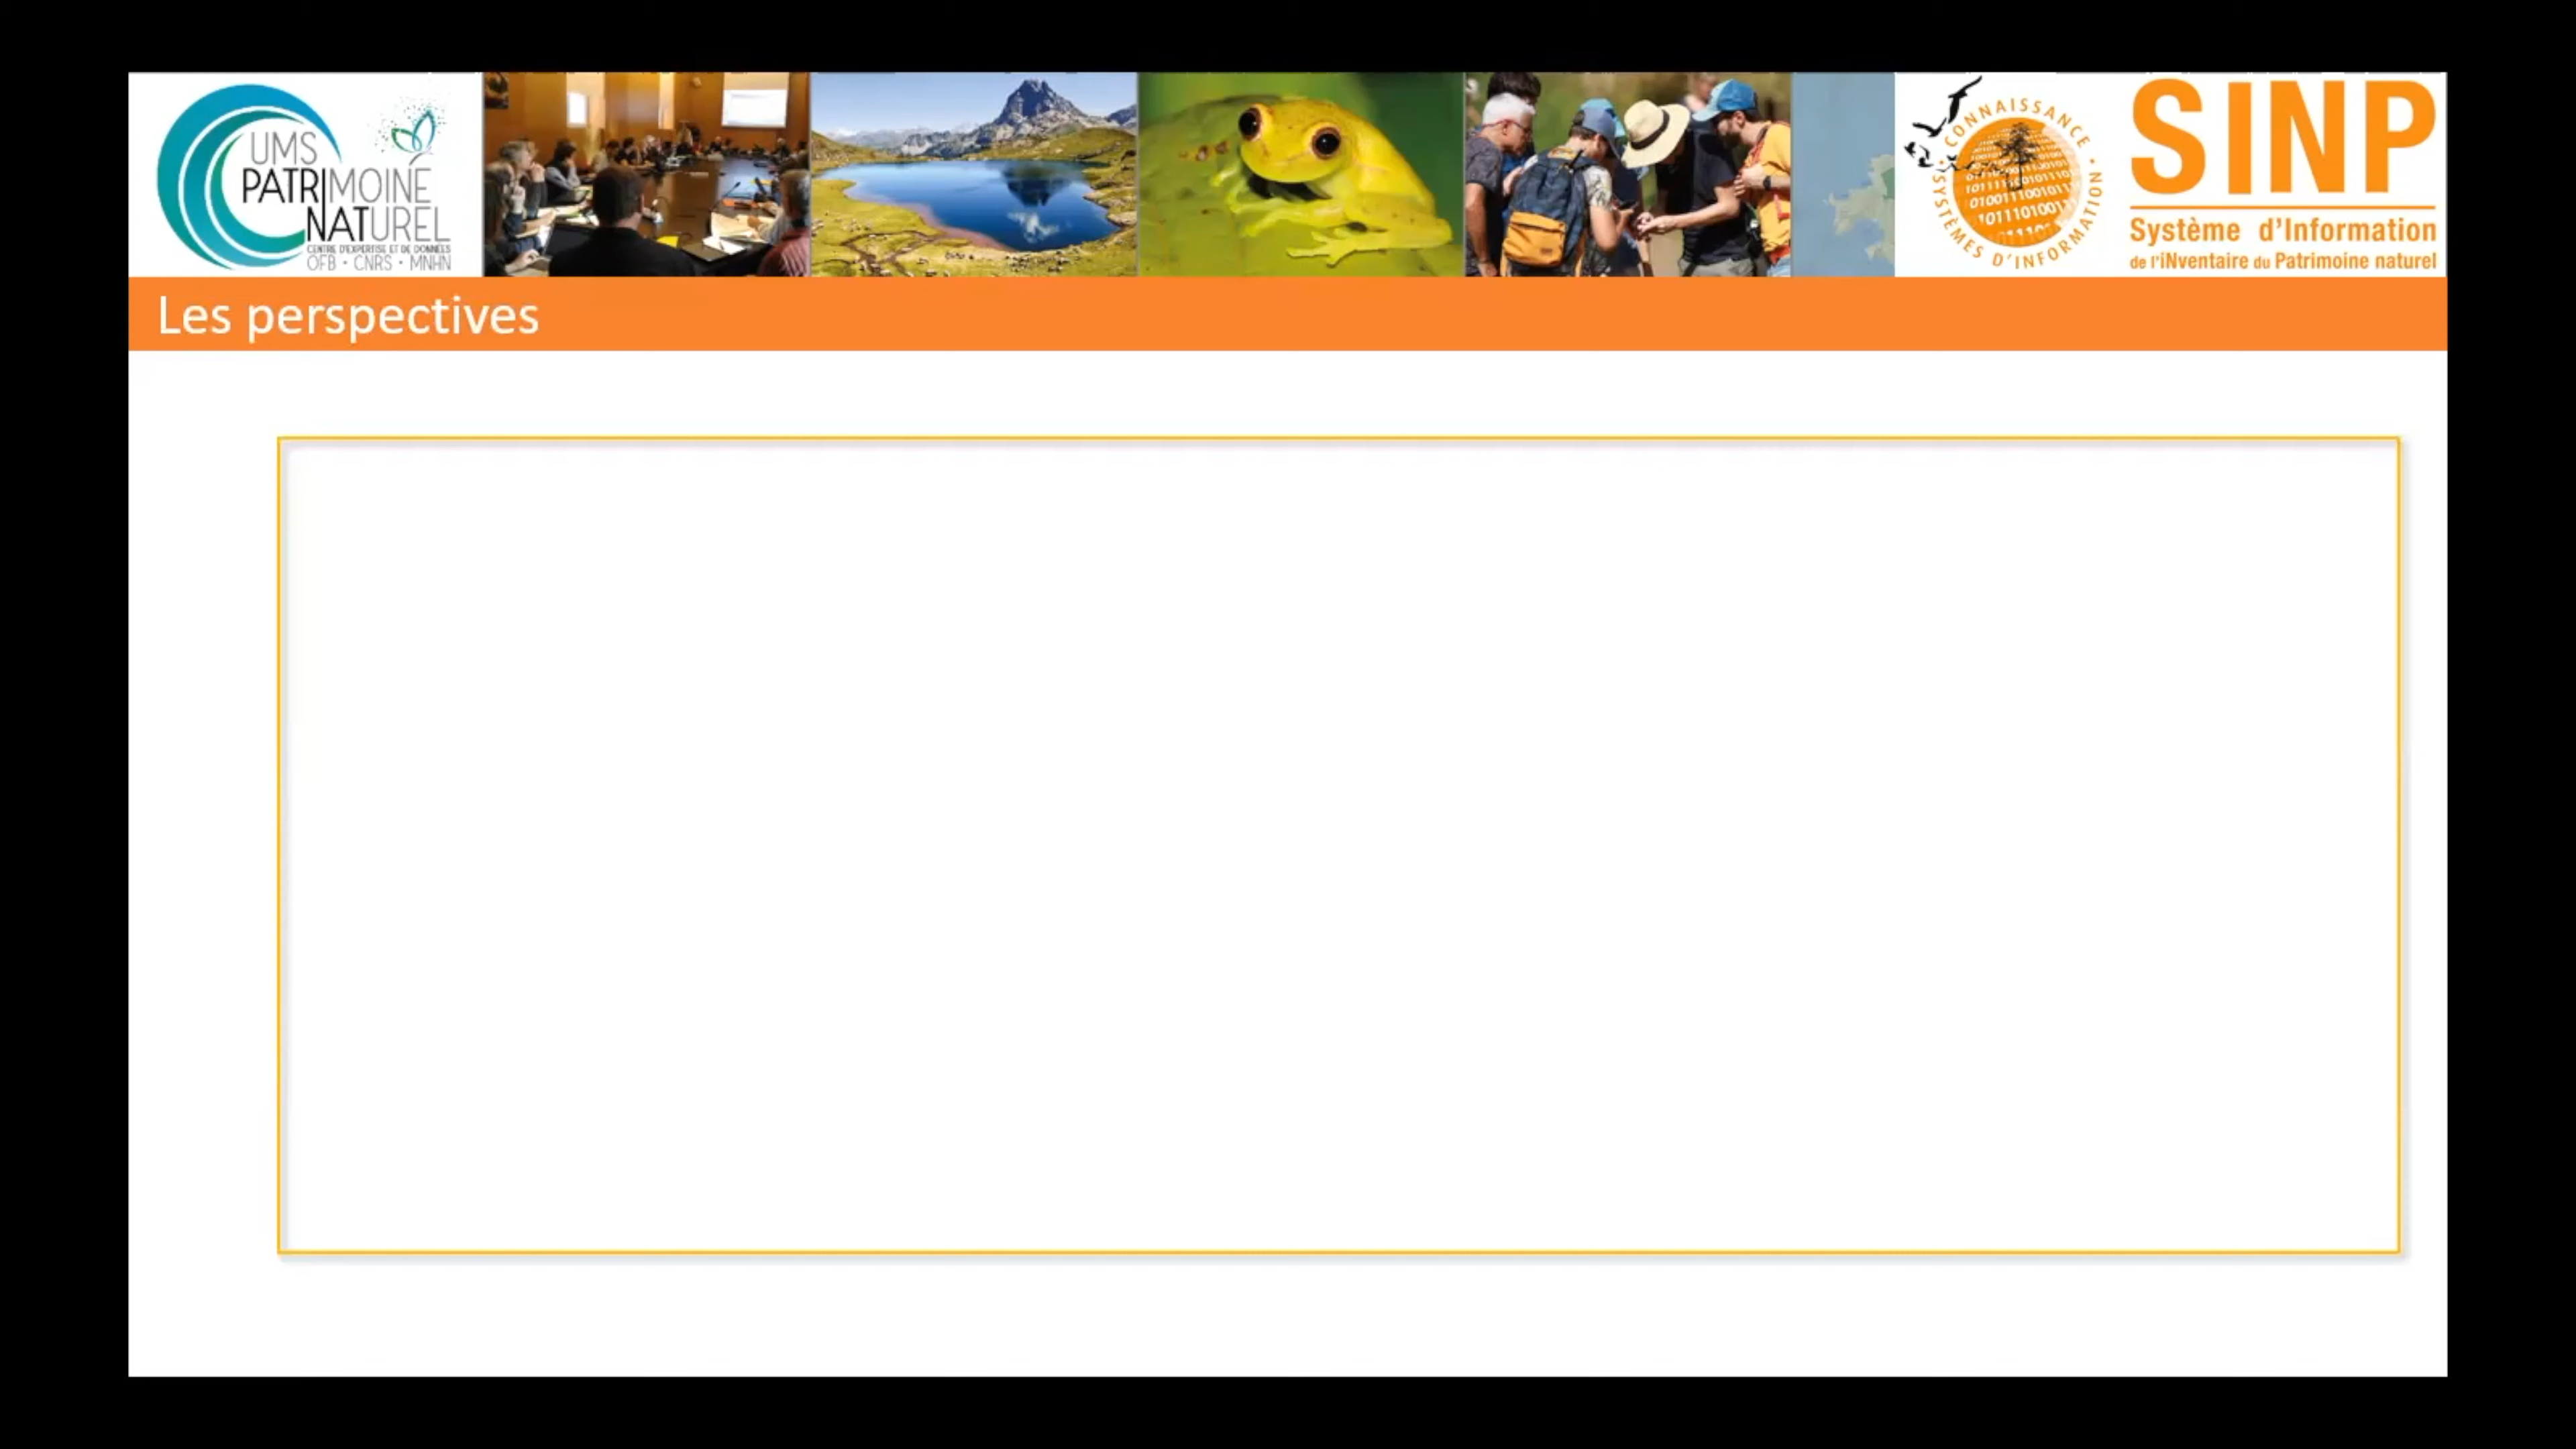 UMS
PATRIMOINE
NATUREL
CENTRE D'EXPERTISE ET DE DONNÉES
OFB • CNRS • MNHN
CONNAISSANCE •
SYSTÈMES D'INFORMATION •
SINP
Système d'Information
de l'iNventaire du Patrimoine naturel
Les perspectives